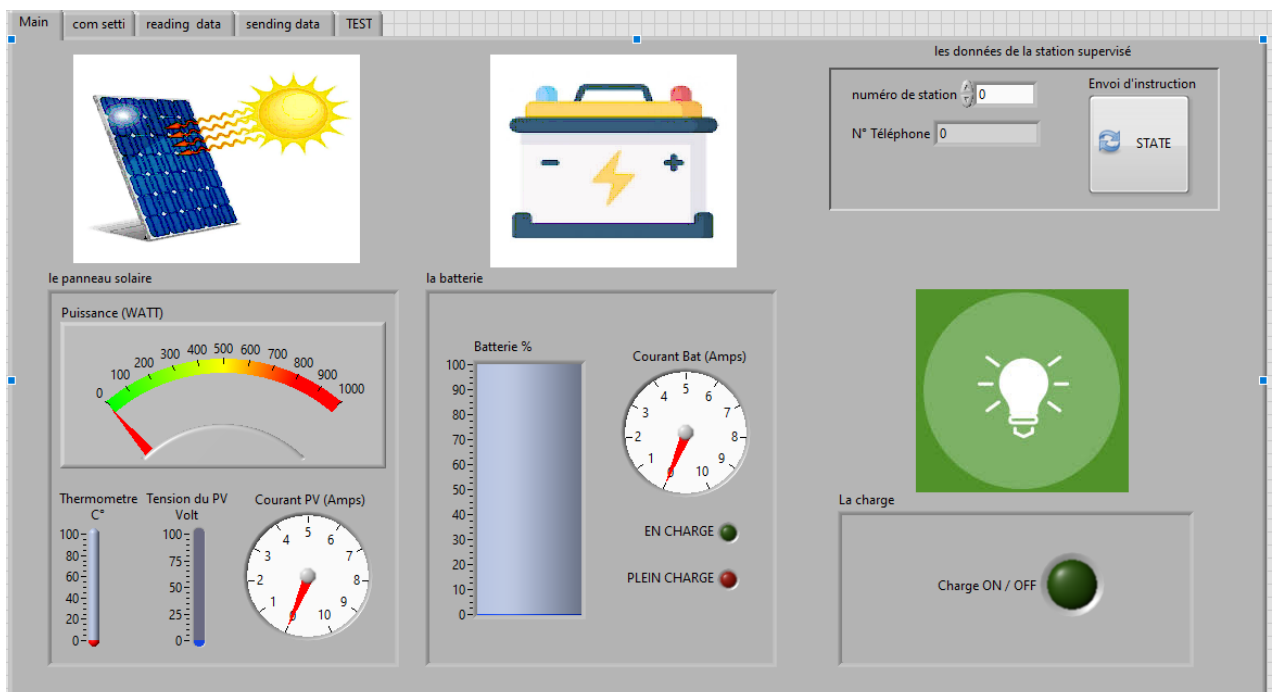 Main
com setti
reading data
sending data
TEST
les données de la station supervisé
numéro de station
0
N° Téléphone
0
Envoi d'instruction
STATE
le panneau solaire
Puissance (WATT)
0 100 200 300 400 500 600 700 800 900 1000
Thermometre
C°
100
80
60
40
20
0
Tension du PV
Volt
100
75
50
25
0
Courant PV (Amps)
0 1 2 3 4 5 6 7 8 9 10
la batterie
Batterie %
100
90
80
70
60
50
40
30
20
10
0
Courant Bat (Amps)
0 1 2 3 4 5 6 7 8 9 10
EN CHARGE
PLEIN CHARGE
La charge
Charge ON / OFF